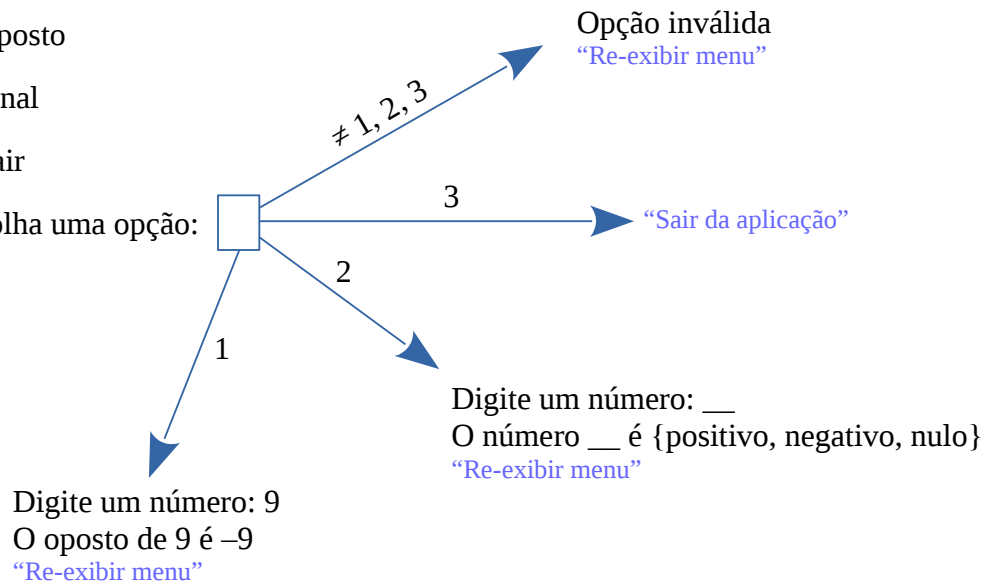 posto
nal
air
olha uma opção:
Opção inválida
“Re-exibir menu”
≠ 1, 2, 3
3
“Sair da aplicação”
2
Digite um número: __
O número __ é {positivo, negativo, nulo}
“Re-exibir menu”
1
Digite um número: 9
O oposto de 9 é –9
“Re-exibir menu”